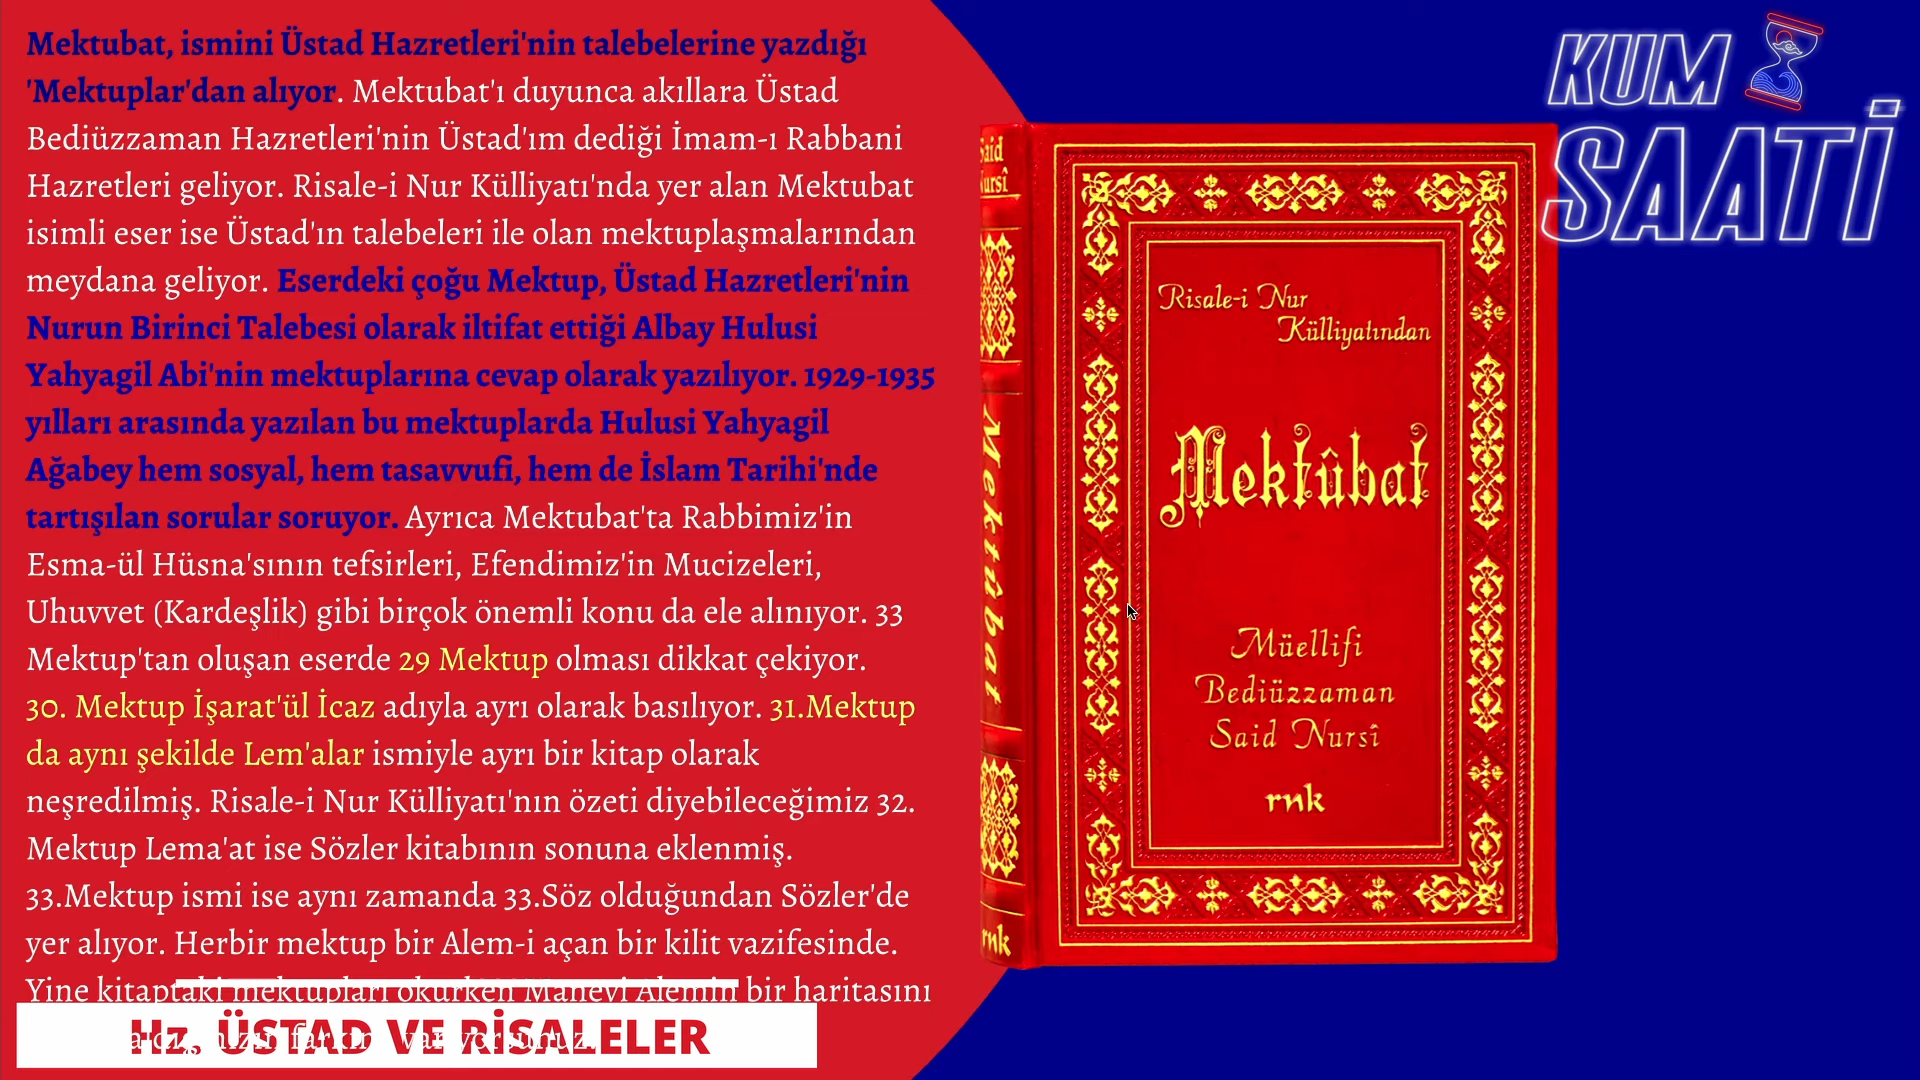 Mektubat, ismini Üstad Hazretleri'nin talebelerine yazdığı
'Mektuplar'dan alıyor. Mektubat'ı duyunca akıllara Üstad
Bediüzzaman Hazretleri'nin Üstad'ım dediği İmam-ı Rabbani
Hazretleri geliyor. Risale-i Nur Külliyatı'nda yer alan Mektubat
isimli eser ise Üstad'ın talebeleri ile olan mektuplaşmalarından
meydana geliyor. Eserdeki çoğu Mektup, Üstad Hazretleri'nin
Nurun Birinci Talebesi olarak iltifat ettiği Albay Hulusi
Yahyagil Abi'nin mektuplarına cevap olarak yazılıyor. 1929-1935
yılları arasında yazılan bu mektuplarda Hulusi Yahyagil
Ağabey hem sosyal, hem tasavvufi, hem de İslam Tarihi'nde
tartışılan sorular soruyor. Ayrıca Mektubat'ta Rabbimiz'in
Esma-ül Hüsna'sının tefsirleri, Efendimiz'in Mucizeleri,
Uhuvvet (Kardeşlik) gibi birçok önemli konu da ele alınıyor. 33
Mektup'tan oluşan eserde 29 Mektup olması dikkat çekiyor.
30. Mektup İşarat'ül İcaz adıyla ayrı olarak basılıyor. 31.Mektup
da aynı şekilde Lem'alar ismiyle ayrı bir kitap olarak
neşredilmiş. Risale-i Nur Külliyatı'nın özeti diyebileceğimiz 32.
Mektup Lema'at ise Sözler kitabının sonuna eklenmiş.
33.Mektup ismi ise aynı zamanda 33.Söz olduğundan Sözler'de
yer alıyor. Herbir mektup bir Alem-i açan bir kilit vazifesinde.
Yine kitaptaki mektupları okurken Manevi Alemin bir haritasını
Hz. ÜSTAD VE RİSALELER
Said
Nursî
Mektûbat
rnk
Risale-i Nur
Külliyatından
Mektûbat
Müellifi
Bediüzzaman
Said Nursî
rnk
KUM
SAATİ